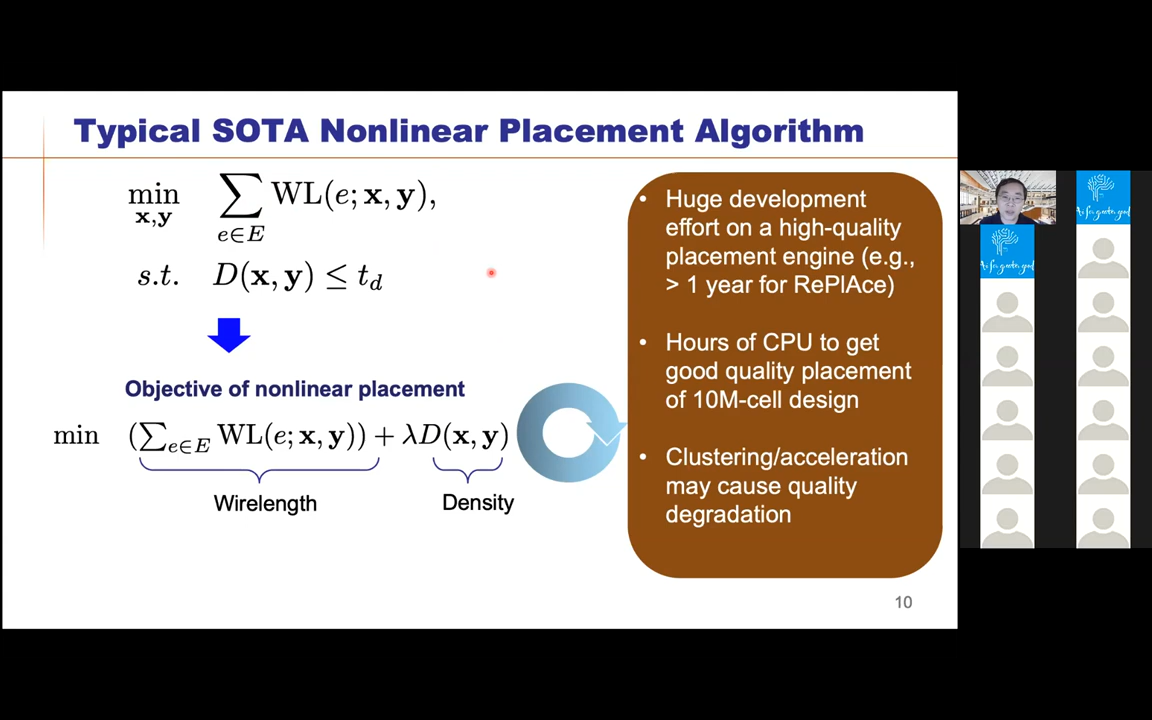 Typical SOTA Nonlinear Placement Algorithm
min x,y ∑ e∈E WL(e; x, y),
s.t. D(x, y) ≤ t_d
Objective of nonlinear placement
min (∑_{e∈E} WL(e; x, y)) + λD(x, y)
Wirelength
Density
• Huge development
effort on a high-quality
placement engine (e.g.,
> 1 year for RePlAce)
• Hours of CPU to get
good quality placement
of 10M-cell design
• Clustering/acceleration
may cause quality
degradation
10